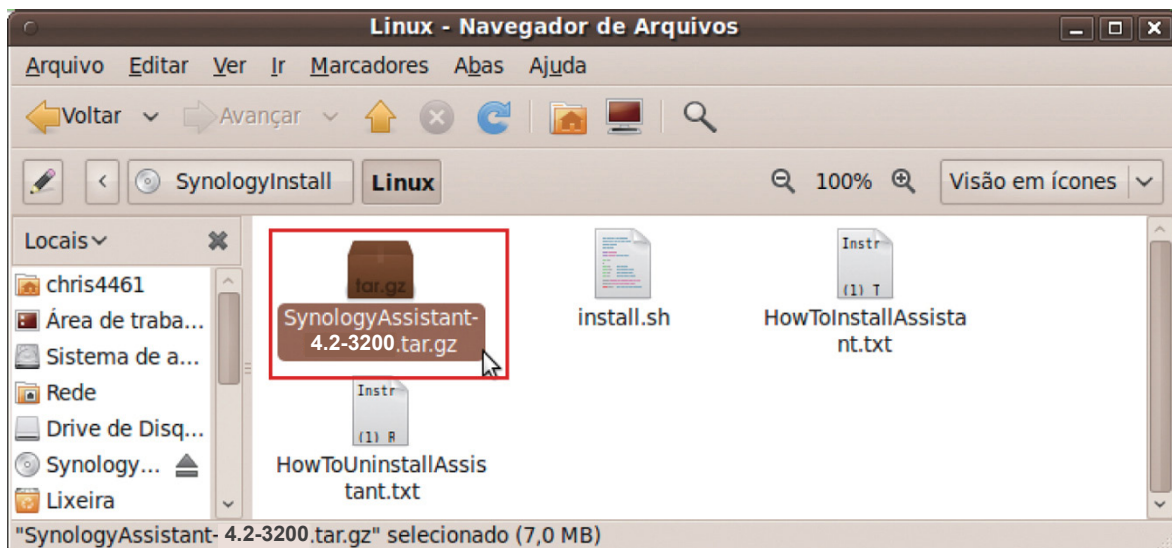 Linux - Navegador de Arquivos
Arquivo Editar Ver Ir Marcadores Abas Ajuda
Voltar Avançar
SynologyInstall Linux 100% Visão em ícones
Locais
chris4461
Área de traba...
Sistema de a...
Rede
Drive de Disq...
Synology...
Lixeira
tar.gz
SynologyAssistant-
4.2-3200.tar.gz
install.sh
Instr
(1) T
HowToInstallAssista
nt.txt
Instr
(1) R
HowToUninstallAssis
tant.txt
"SynologyAssistant- 4.2-3200.tar.gz" selecionado (7,0 MB)